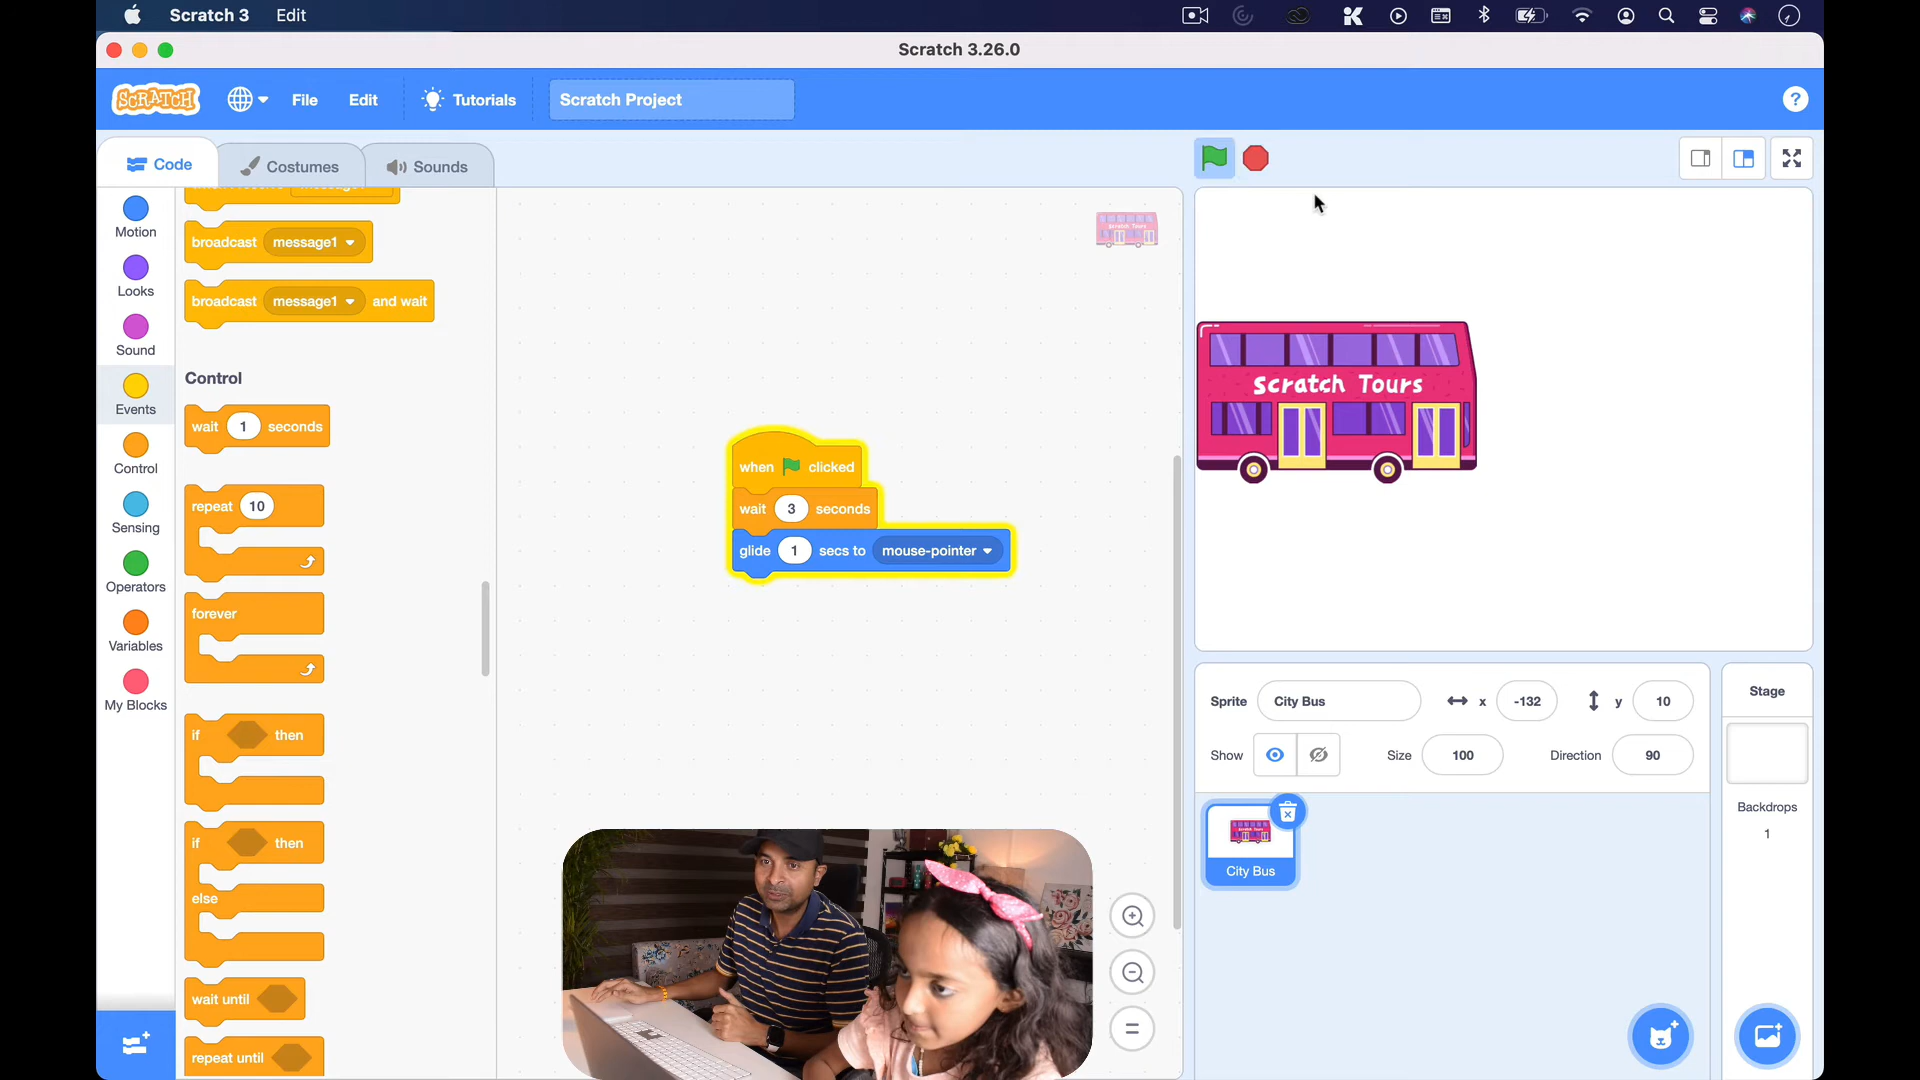 Scratch 3 Edit
Scratch 3.26.0
SCRATCH File Edit Tutorials Scratch Project ?
Code Costumes Sounds
Motion
Looks
Sound
Events
Control
Sensing
Operators
Variables
My Blocks
broadcast message1
broadcast message1 and wait
Control
wait 1 seconds
repeat 10
forever
if then
if then
else
wait until
repeat until
Scratch Tours
when clicked
wait 3 seconds
glide 1 secs to mouse-pointer
Scratch Tours
Sprite City Bus x -132 y 10
Show Size 100 Direction 90
City Bus
Stage
Backdrops
1